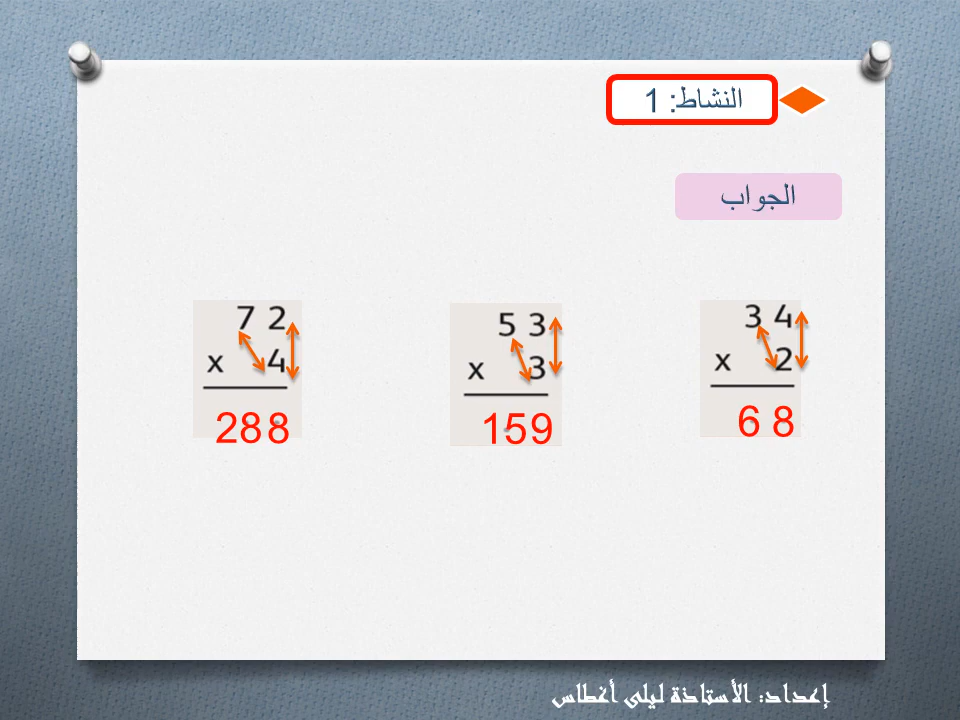 النشاط: 1
الجواب
3 4
x 2
6 8
5 3
x 3
159
7 2
x 4
288
إعداد: الأستاذة ليلى أغطاس